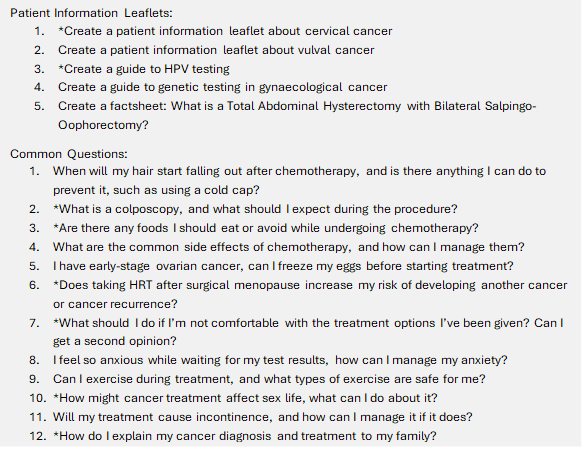 Patient Information Leaflets:
1. *Create a patient information leaflet about cervical cancer
2. Create a patient information leaflet about vulval cancer
3. *Create a guide to HPV testing
4. Create a guide to genetic testing in gynaecological cancer
5. Create a factsheet: What is a Total Abdominal Hysterectomy with Bilateral Salpingo-
Oophorectomy?
Common Questions:
1. When will my hair start falling out after chemotherapy, and is there anything I can do to
prevent it, such as using a cold cap?
2. *What is a colposcopy, and what should I expect during the procedure?
3. *Are there any foods I should eat or avoid while undergoing chemotherapy?
4. What are the common side effects of chemotherapy, and how can I manage them?
5. I have early-stage ovarian cancer, can I freeze my eggs before starting treatment?
6. *Does taking HRT after surgical menopause increase my risk of developing another cancer
or cancer recurrence?
7. *What should I do if I'm not comfortable with the treatment options I've been given? Can I
get a second opinion?
8. I feel so anxious while waiting for my test results, how can I manage my anxiety?
9. Can I exercise during treatment, and what types of exercise are safe for me?
10. *How might cancer treatment affect sex life, what can I do about it?
11. Will my treatment cause incontinence, and how can I manage it if it does?
12. *How do I explain my cancer diagnosis and treatment to my family?